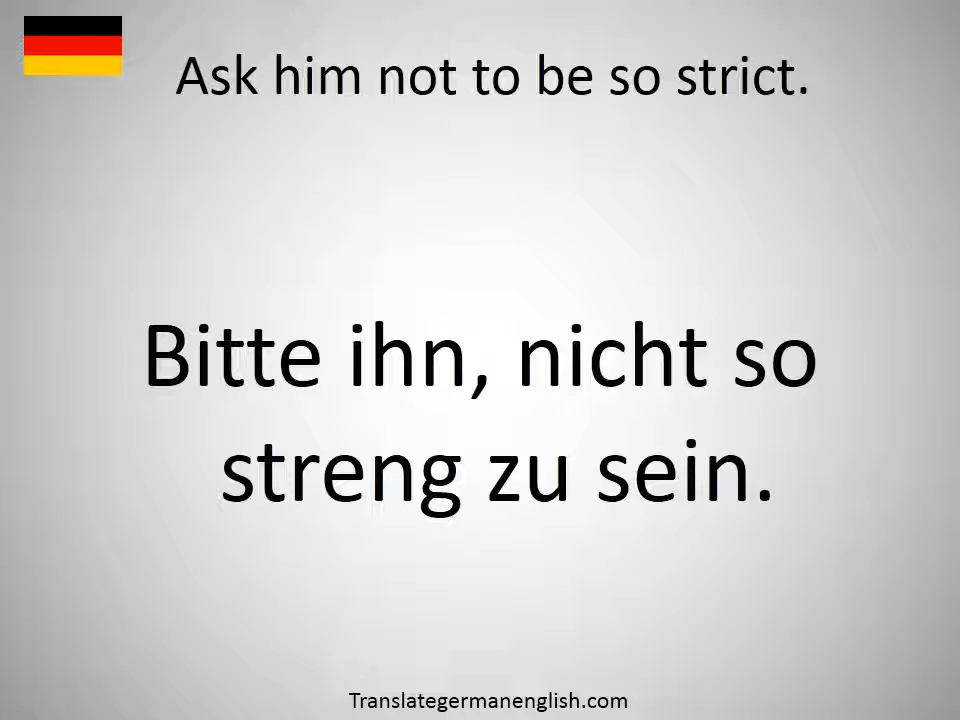 Ask him not to be so strict.
Bitte ihn, nicht so
streng zu sein.
Translategermanenglish.com